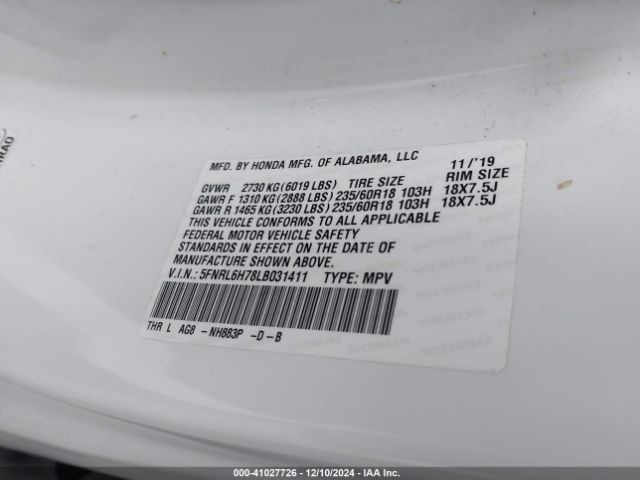 MFD. BY HONDA MFG. OF ALABAMA, LLC 11/'19
GVWR 2730 KG (6019 LBS) TIRE SIZE RIM SIZE
GAWR F 1310 KG (2888 LBS) 235/60R18 103H 18X7.5J
GAWR R 1465 KG (3230 LBS) 235/60R18 103H 18X7.5J
THIS VEHICLE CONFORMS TO ALL APPLICABLE
FEDERAL MOTOR VEHICLE SAFETY
STANDARDS IN EFFECT ON THE DATE OF
MANUFACTURE SHOWN ABOVE.
V.I.N.: 5FNRL6H78LB031411 TYPE: MPV
THR L AG8 -NH883P -D-B
000-41027726 - 12/10/2024 - IAA